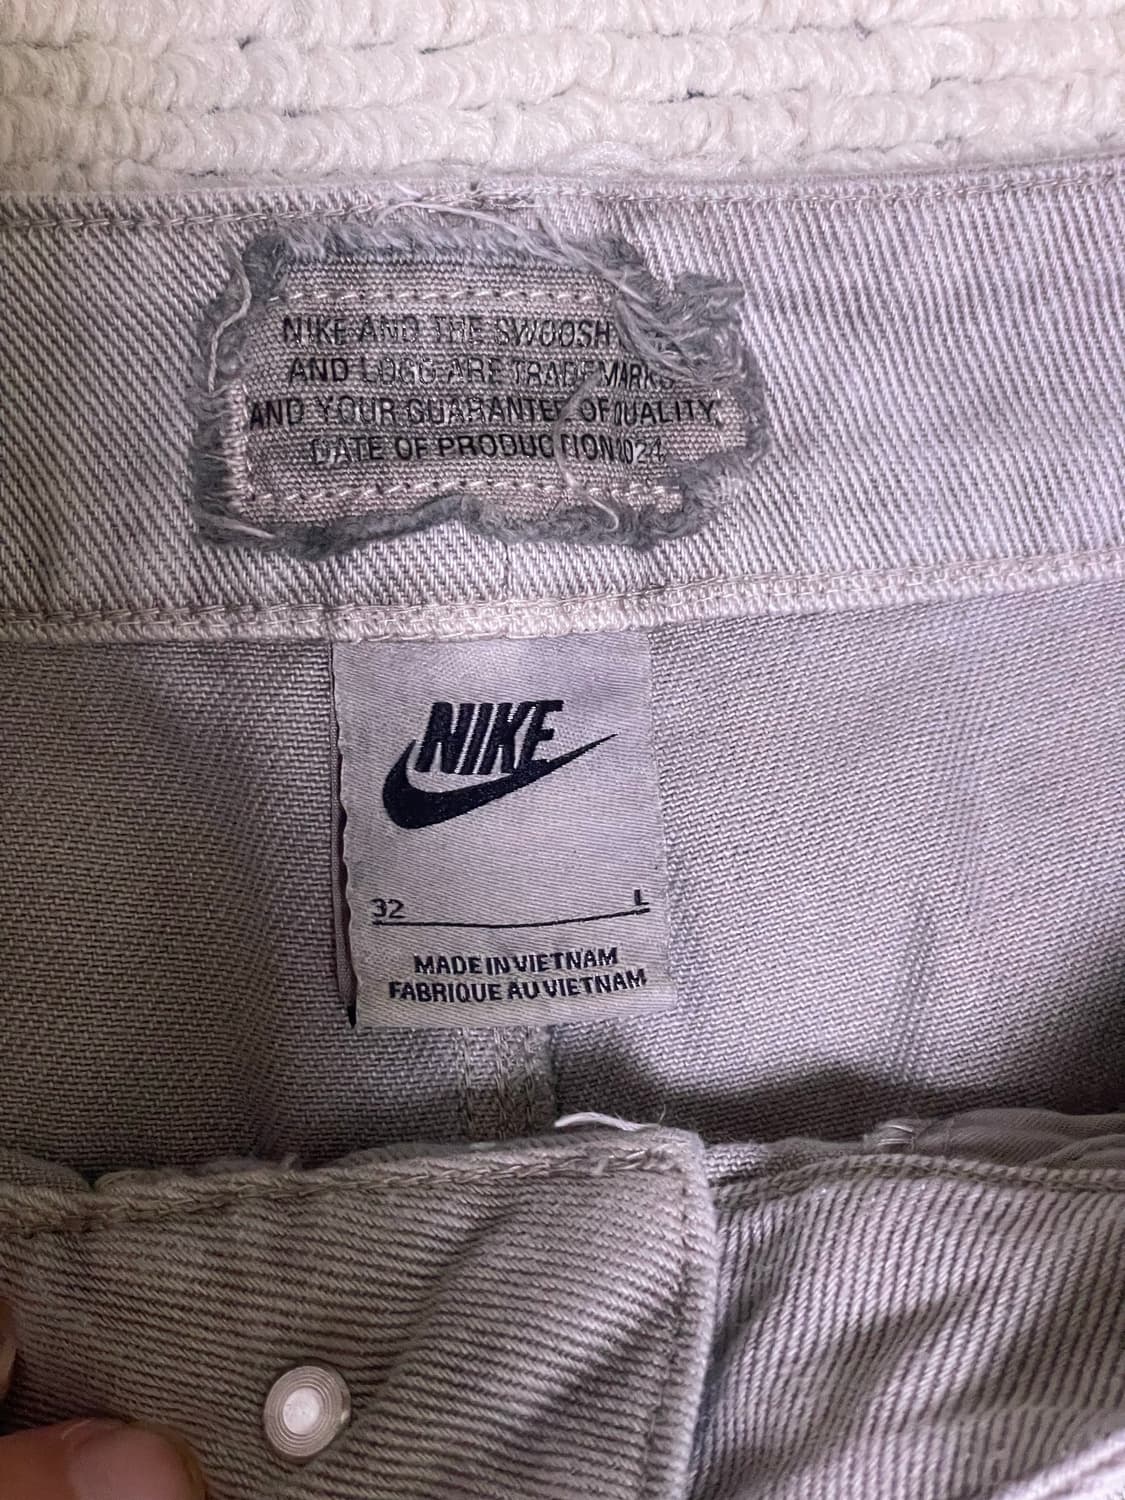 NIKE AND THE SWOOSH
AND LOGO ARE TRADEMARKS
AND YOUR GUARANTEE OF QUALITY.
DATE OF PRODUCTION 2024
NIKE
32 L
MADE IN VIETNAM
FABRIQUE AU VIETNAM